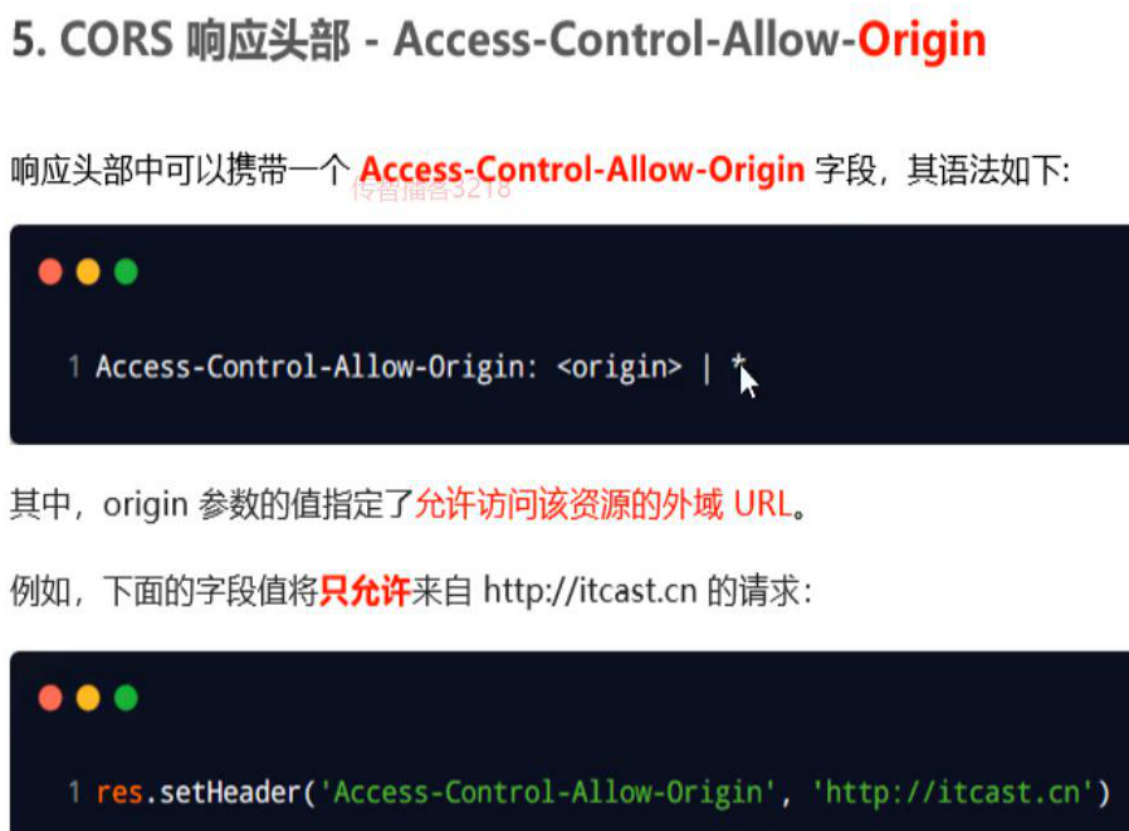 5. CORS 响应头部 - Access-Control-Allow-Origin
响应头部中可以携带一个 Access-Control-Allow-Origin 字段，其语法如下:
传智播客3218
1 Access-Control-Allow-Origin: <origin> | *
其中，origin 参数的值指定了允许访问该资源的外域 URL。
例如，下面的字段值将只允许来自 http://itcast.cn 的请求：
1 res.setHeader('Access-Control-Allow-Origin', 'http://itcast.cn')